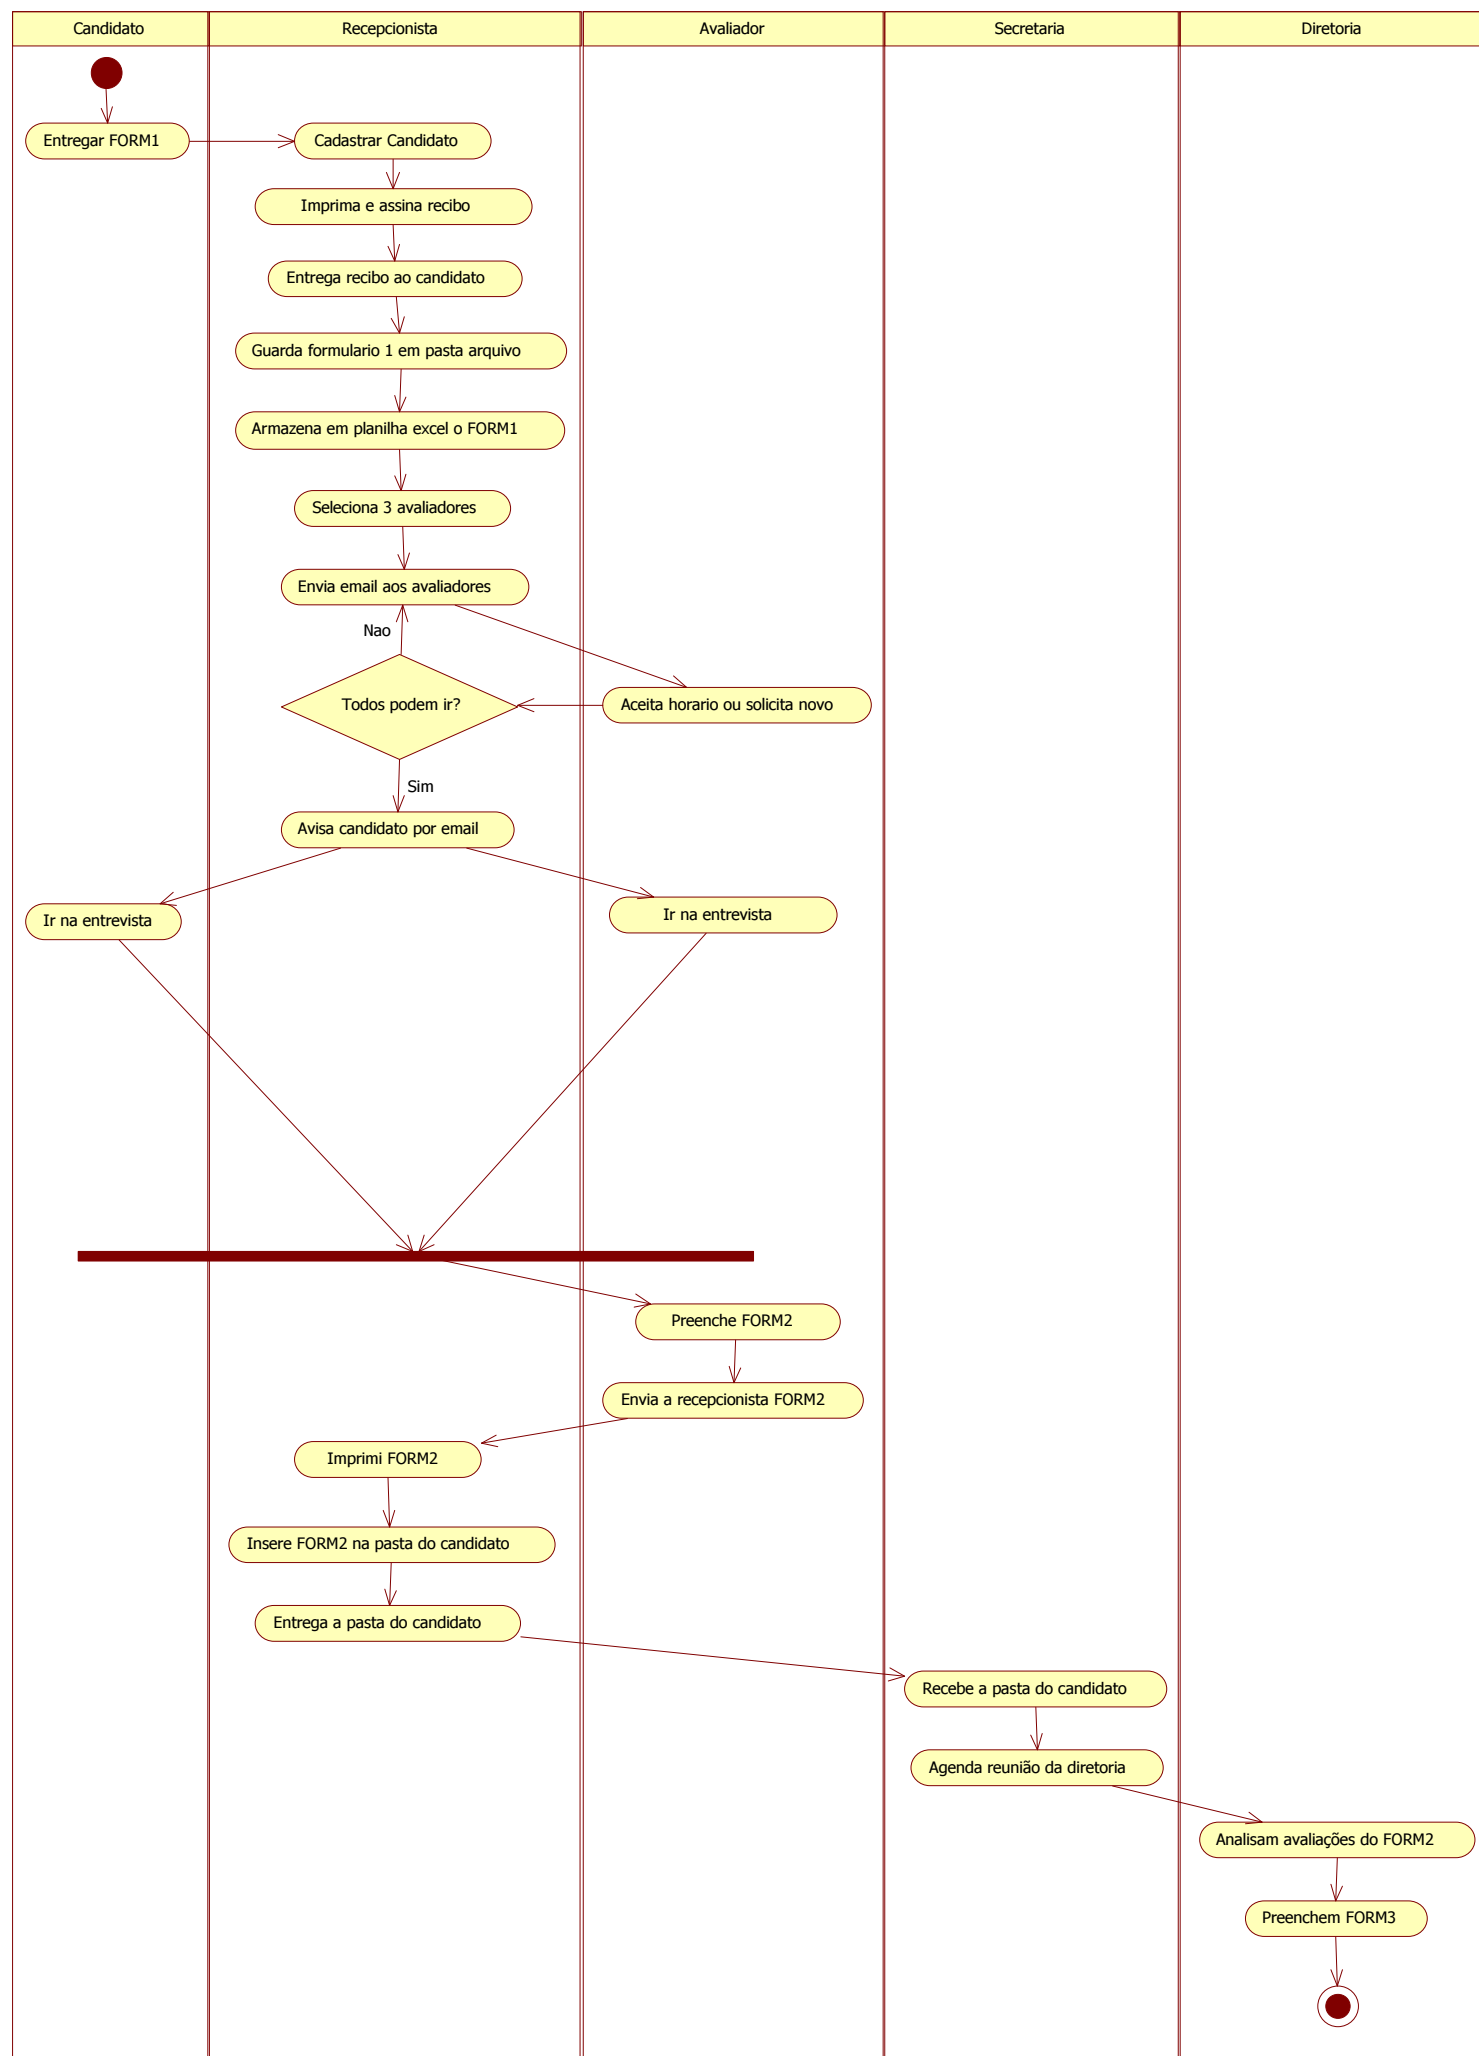 Candidato
Recepcionista
Avaliador
Secretaria
Diretoria
Entregar FORM1
Cadastrar Candidato
Imprima e assina recibo
Entrega recibo ao candidato
Guarda formulario 1 em pasta arquivo
Armazena em planilha excel o FORM1
Seleciona 3 avaliadores
Envia email aos avaliadores
Nao
Todos podem ir?
Aceita horario ou solicita novo
Sim
Avisa candidato por email
Ir na entrevista
Ir na entrevista
Preenche FORM2
Envia a recepcionista FORM2
Imprimi FORM2
Insere FORM2 na pasta do candidato
Entrega a pasta do candidato
Recebe a pasta do candidato
Agenda reunião da diretoria
Analisam avaliações do FORM2
Preenchem FORM3